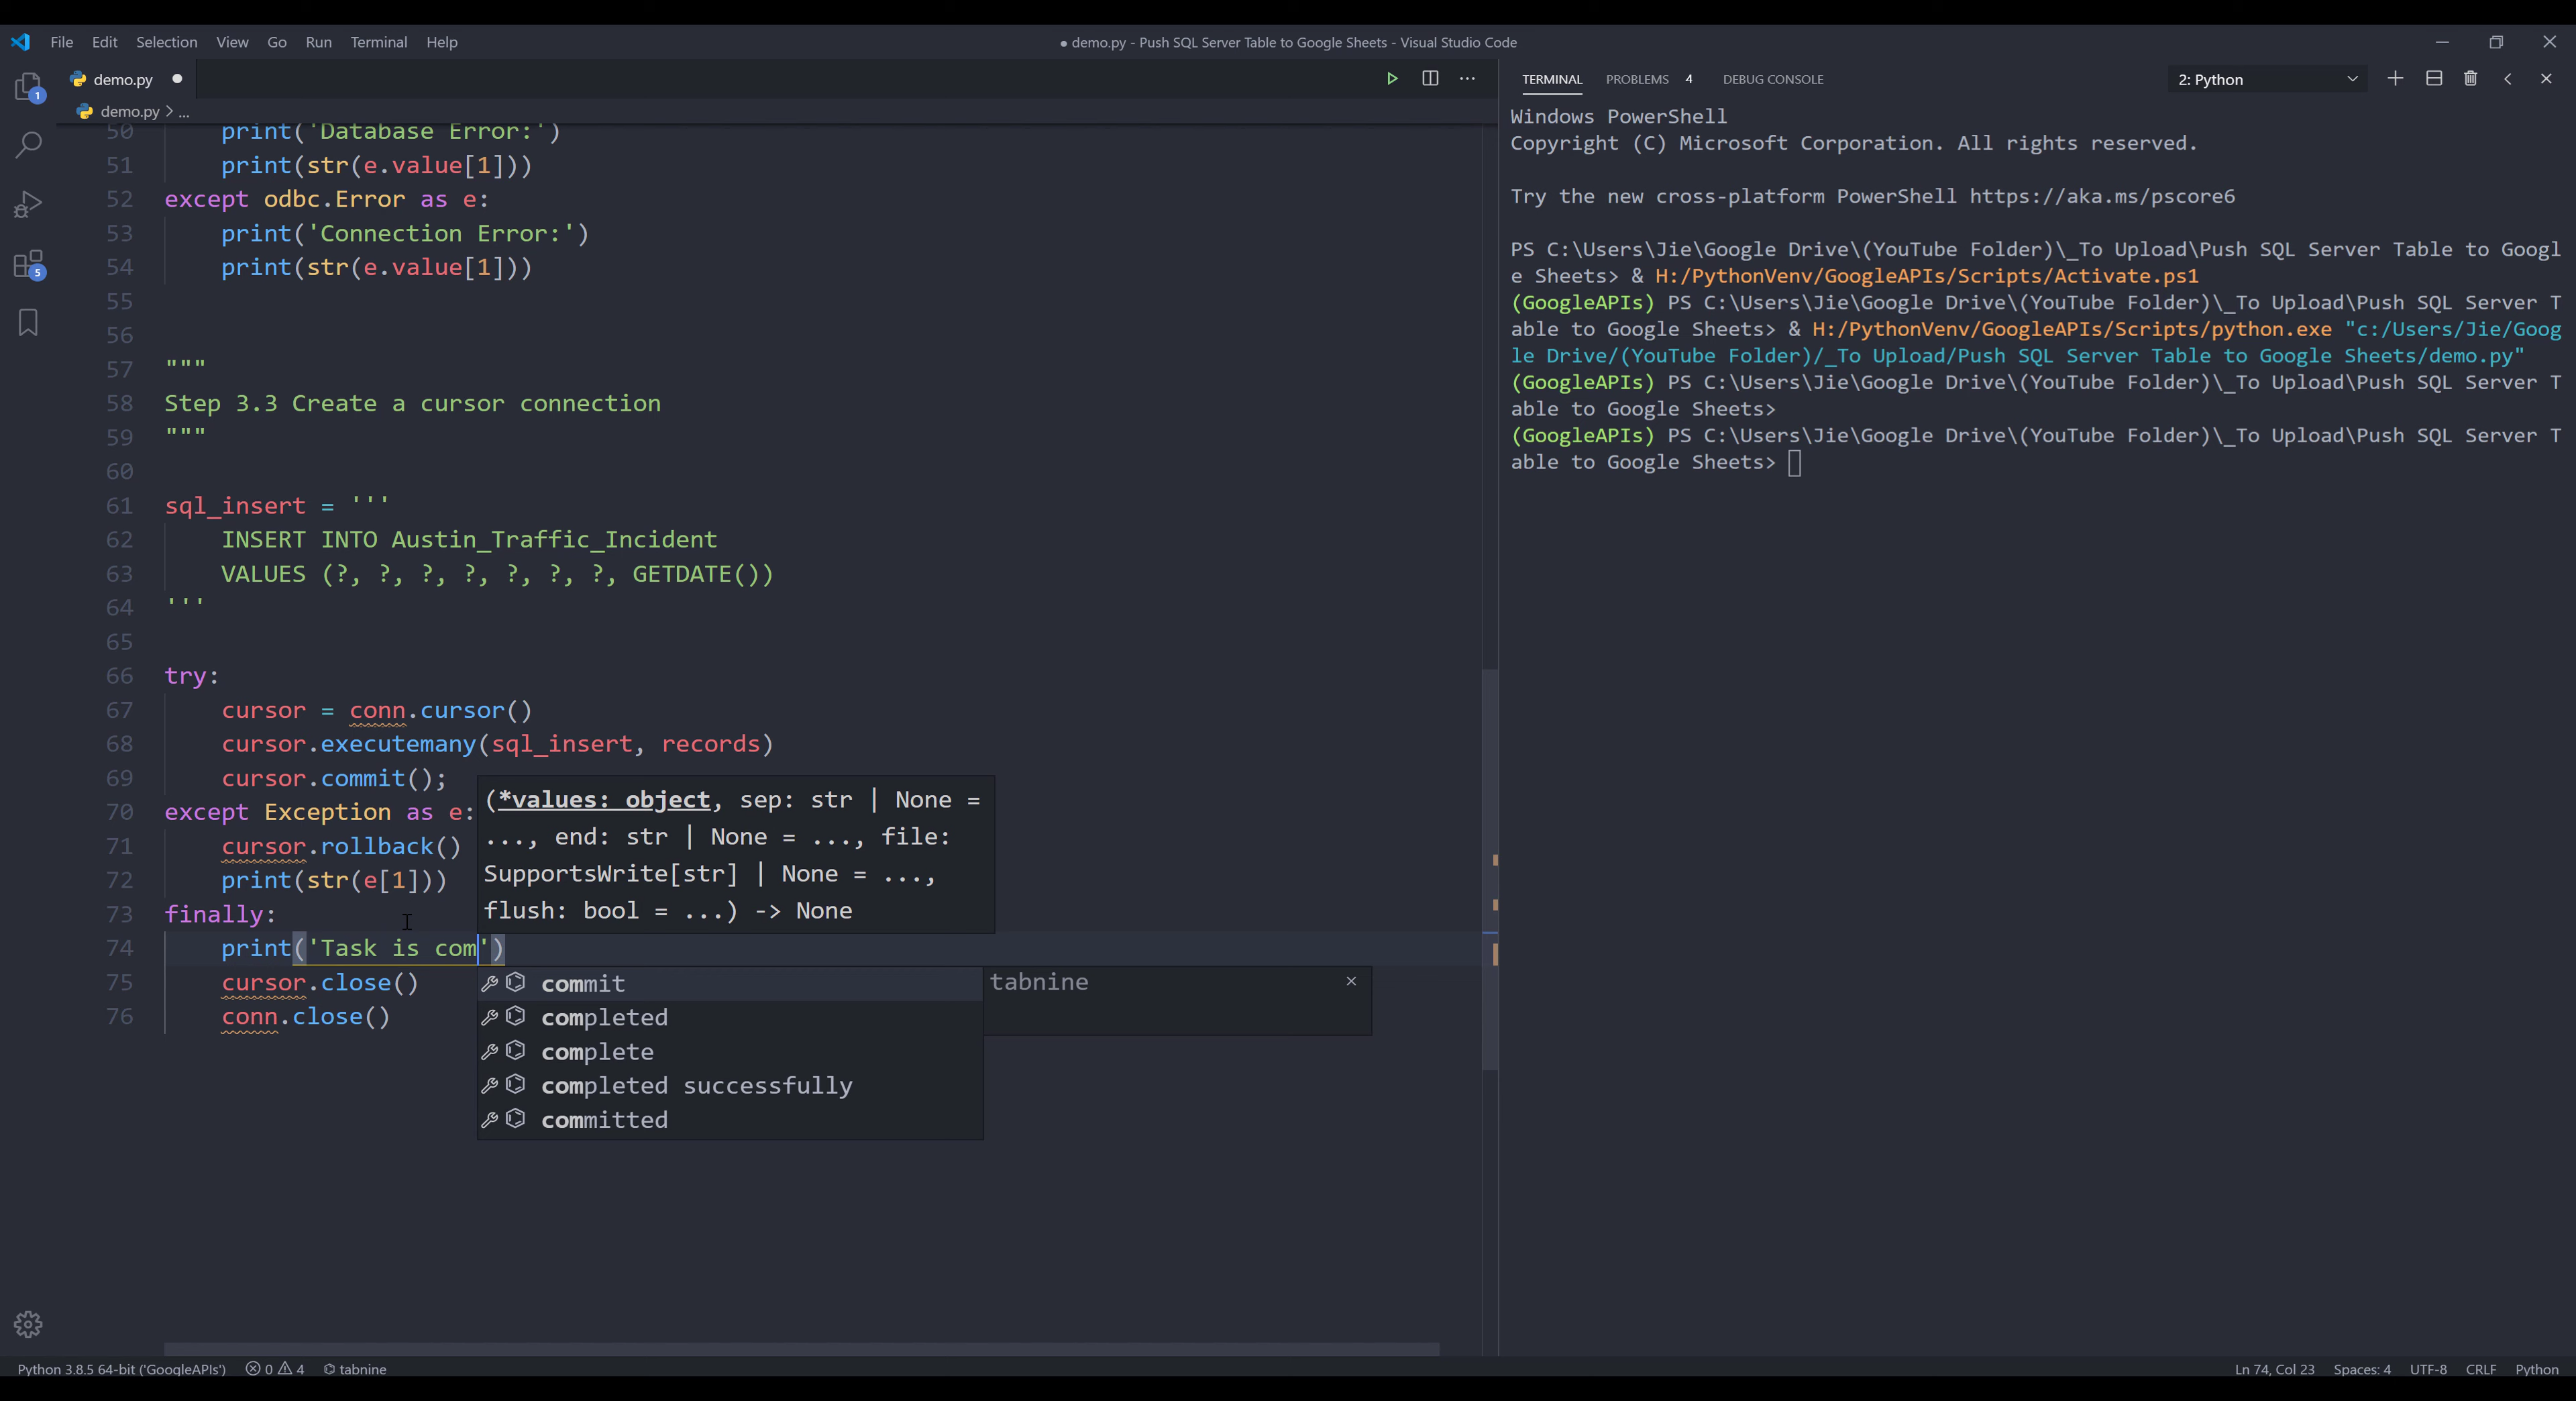 File Edit Selection View Go Run Terminal Help
● demo.py - Push SQL Server Table to Google Sheets - Visual Studio Code
demo.py
demo.py > ...
50 print('Database Error:')
51 print(str(e.value[1]))
52 except odbc.Error as e:
53 print('Connection Error:')
54 print(str(e.value[1]))
55
56
57 """
58 Step 3.3 Create a cursor connection
59 """
60
61 sql_insert = '''
62 INSERT INTO Austin_Traffic_Incident
63 VALUES (?, ?, ?, ?, ?, ?, ?, GETDATE())
64 '''
65
66 try:
67 cursor = conn.cursor()
68 cursor.executemany(sql_insert, records)
69 cursor.commit();
70 except Exception as e:
71 cursor.rollback()
72 print(str(e[1]))
73 finally:
74 print('Task is com')
75 cursor.close()
76 conn.close()
(*values: object, sep: str | None =
..., end: str | None = ..., file:
SupportsWrite[str] | None = ...,
flush: bool = ...) -> None
commit
completed
complete
completed successfully
committed
tabnine
1
5
TERMINAL PROBLEMS 4 DEBUG CONSOLE
2: Python
Windows PowerShell
Copyright (C) Microsoft Corporation. All rights reserved.
Try the new cross-platform PowerShell https://aka.ms/pscore6
PS C:\Users\Jie\Google Drive\(YouTube Folder)\_To Upload\Push SQL Server Table to Googl
e Sheets> & H:/PythonVenv/GoogleAPIs/Scripts/Activate.ps1
(GoogleAPIs) PS C:\Users\Jie\Google Drive\(YouTube Folder)\_To Upload\Push SQL Server T
able to Google Sheets> & H:/PythonVenv/GoogleAPIs/Scripts/python.exe "c:/Users/Jie/Goog
le Drive/(YouTube Folder)/_To Upload/Push SQL Server Table to Google Sheets/demo.py"
(GoogleAPIs) PS C:\Users\Jie\Google Drive\(YouTube Folder)\_To Upload\Push SQL Server T
able to Google Sheets>
(GoogleAPIs) PS C:\Users\Jie\Google Drive\(YouTube Folder)\_To Upload\Push SQL Server T
able to Google Sheets>
Python 3.8.5 64-bit ('GoogleAPIs') 0 4 tabnine
Ln 74, Col 23 Spaces: 4 UTF-8 CRLF Python